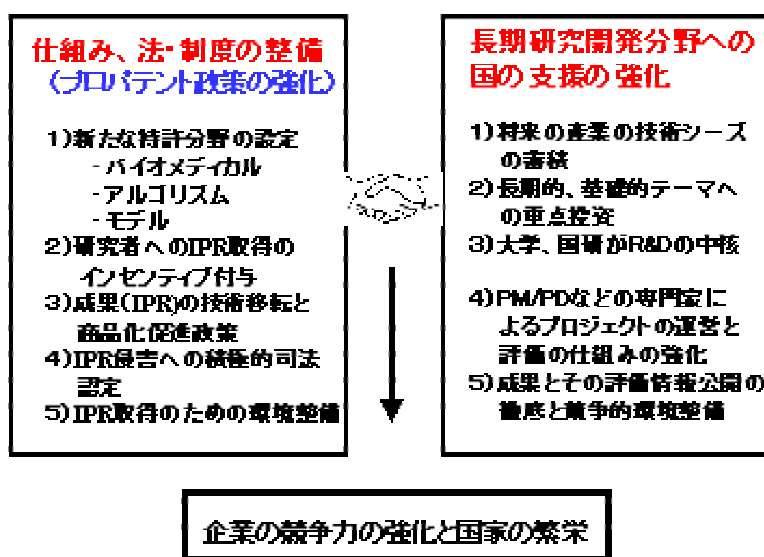 仕組み、法・制度の整備
(プロパテント政策の強化)
1)新たな特許分野の設定
- バイオメディカル
- アルゴリズム
- モデル
2)研究者へのIPR取得の
インセンティブ付与
3)成果(IPR)の技術移転と
商品化促進政策
4)IPR侵害への積極的司法
認定
5)IPR取得のための環境整備
長期研究開発分野への
国の支援の強化
1)将来の産業の技術シーズ
の蓄積
2)長期的、基礎的テーマへ
の重点投資
3)大学、国研がR&Dの中核
4)PM/PDなどの専門家に
よるプロジェクトの運営と
評価の仕組みの強化
5)成果とその評価情報公開の
徹底と競争的環境整備
企業の競争力の強化と国家の繁栄